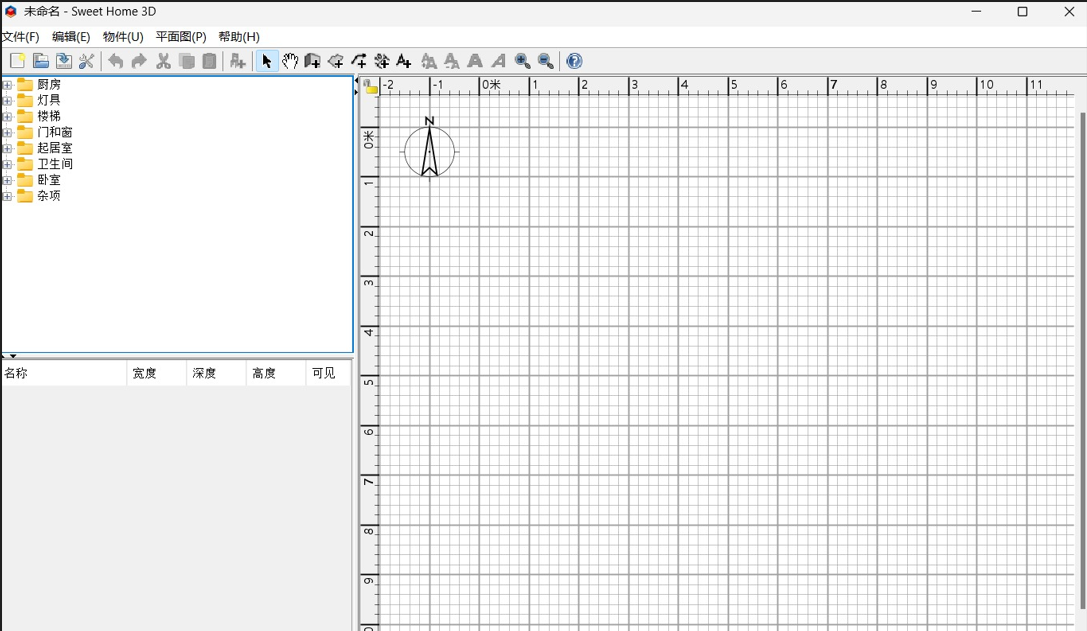 未命名 - Sweet Home 3D
文件(F) 编辑(E) 物件(U) 平面图(P) 帮助(H)
厨房
灯具
楼梯
门和窗
起居室
卫生间
卧室
杂项
名称 宽度 深度 高度 可见
-2 -1 0米 1 2 3 4 5 6 7 8 9 10 11
N
0米
1
2
3
4
5
6
7
8
9